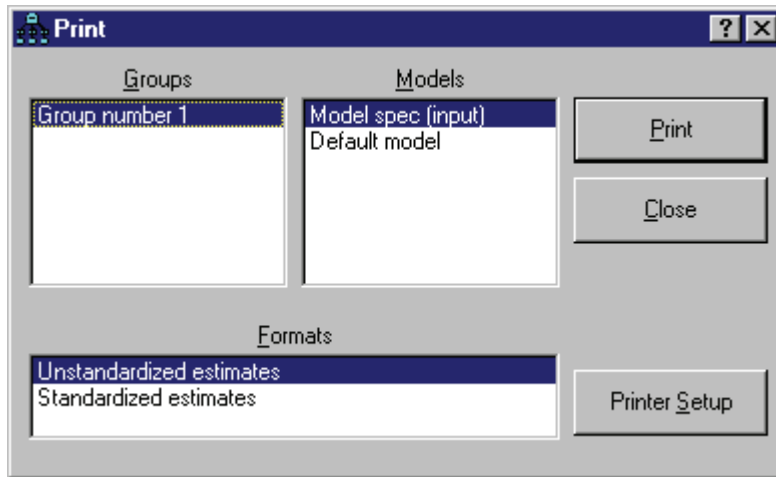 Print
Groups
Models
Group number 1
Model spec (input)
Default model
Print
Close
Formats
Unstandardized estimates
Standardized estimates
Printer Setup